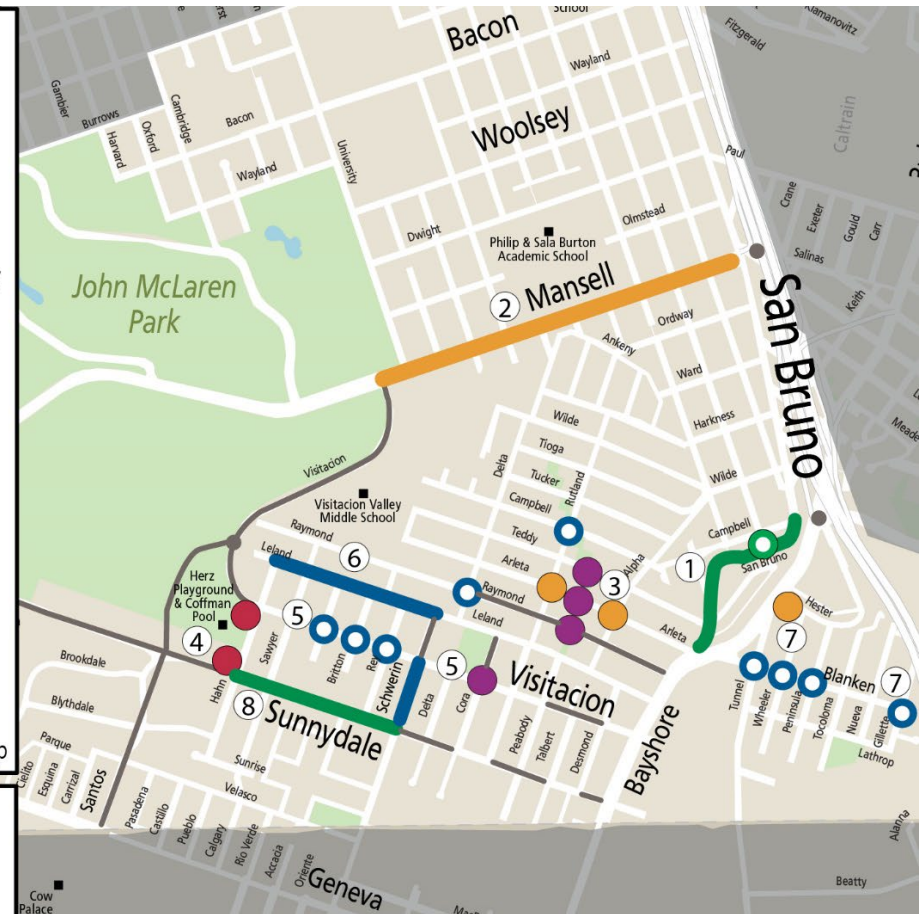 School
Bacon
Wayland
Fitzgerald
Klamanovitz
Gambier
Burrows
Harvard
Oxford
Cambridge
Bacon
Wayland
University
Woolsey
Paul
Caltrain
Crane
Exeter
Gould
Carr
Salinas
Keith
Dwight
Olmstead
Philip & Sala Burton
Academic School
John McLaren
Park
2
Mansell
San Bruno
Ordway
Ankeny
Ward
Harkness
Wilde
Wilde
Tioga
Delta
Tucker
Rutland
Campbell
Teddy
Arleta
Alpha
Campbell
San Bruno
1
Visitacion
Visitacion Valley
Middle School
Raymond
Leland
6
Raymond
Leland
3
Arleta
Hester
7
Herz
Playground
& Coffman
Pool
4
5
Sawyer
Britton
Schwerin
5
Delta
Cora
Visitacion
Hahn
8
Sunnydale
Tunnel
Wheeler
Peninsula
Tocoloma
Blanken
7
Nueva
Gillette
Lathrop
Brookdale
Blythdale
Parque
Esquina
Carrizal
Santos
Sunrise
Velasco
Peabody
Talbert
Desmond
Bayshore
Pasadena
Castillo
Pueblo
Calgary
Rio Verde
Accacia
Oriente
Geneva
Cow
Palace
Alanna
Beatty